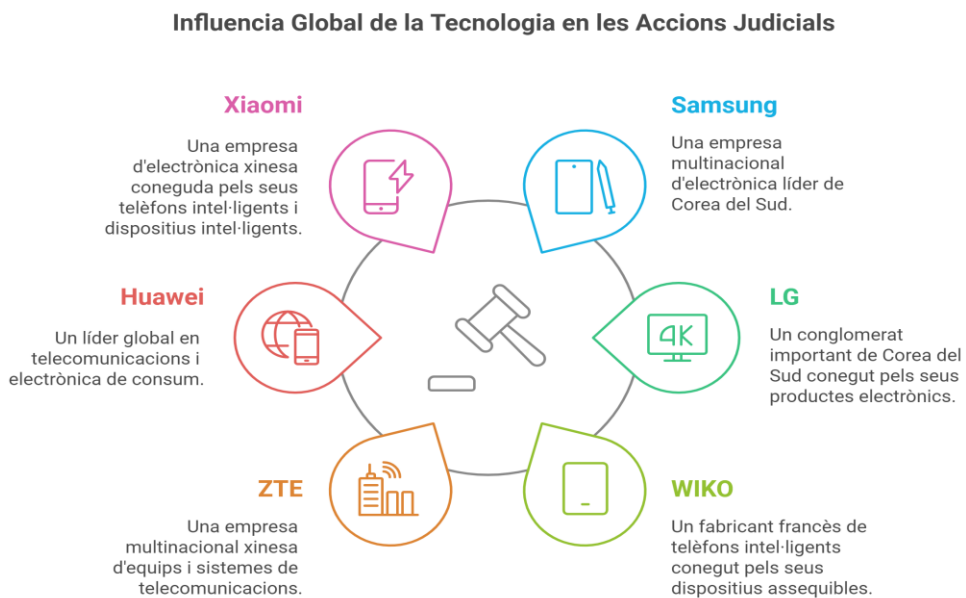 Influencia Global de la Tecnologia en les Accions Judicials
Xiaomi
Una empresa
d'electrònica xinesa
coneguda pels seus
telèfons intel·ligents i
dispositius intel·ligents.
Samsung
Una empresa
multinacional
d'electrònica líder de
Corea del Sud.
Huawei
Un líder global en
telecomunicacions i
electrònica de consum.
LG
Un conglomerat
important de Corea del
Sud conegut pels seus
productes electrònics.
4K
ZTE
Una empresa
multinacional xinesa
d'equips i sistemes de
telecomunicacions.
WIKO
Un fabricant francès de
telèfons intel·ligents
conegut pels seus
dispositius assequibles.